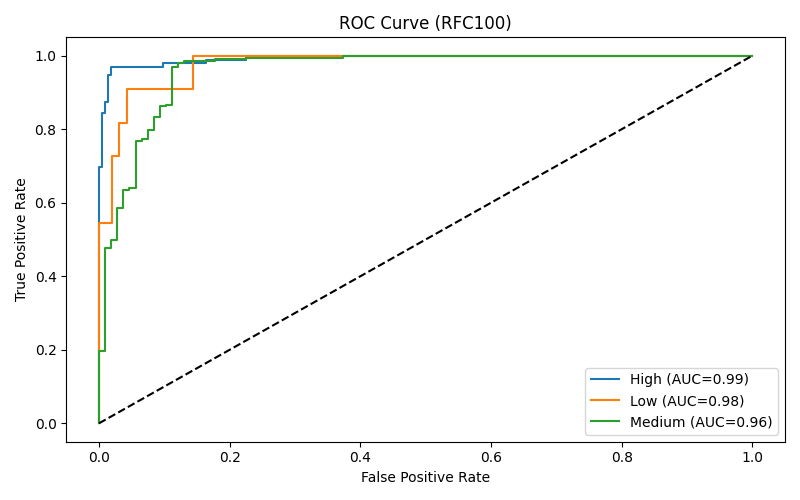 ROC Curve (RFC100)
True Positive Rate
1.0
0.8
0.6
0.4
0.2
0.0
0.0 0.2 0.4 0.6 0.8 1.0
False Positive Rate
High (AUC=0.99)
Low (AUC=0.98)
Medium (AUC=0.96)